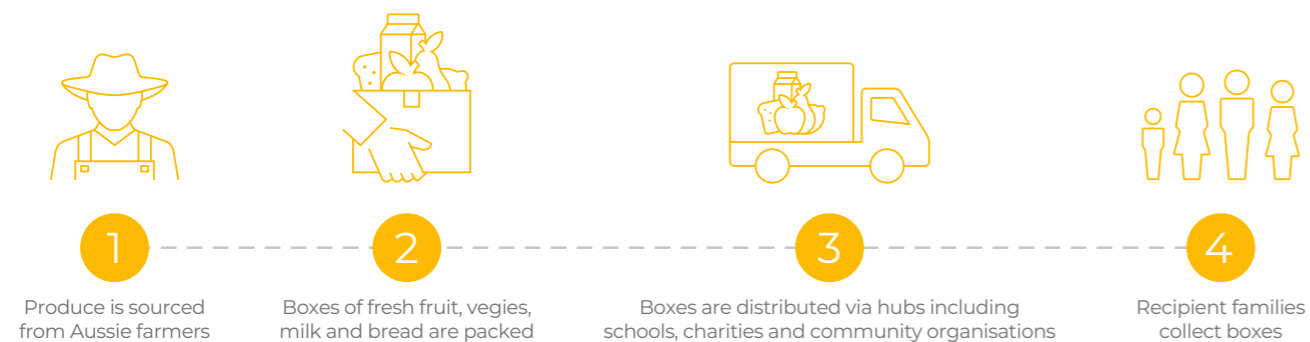 1
2
3
4
Produce is sourced
from Aussie farmers
Boxes of fresh fruit, vegies,
milk and bread are packed
Boxes are distributed via hubs including
schools, charities and community organisations
Recipient families
collect boxes